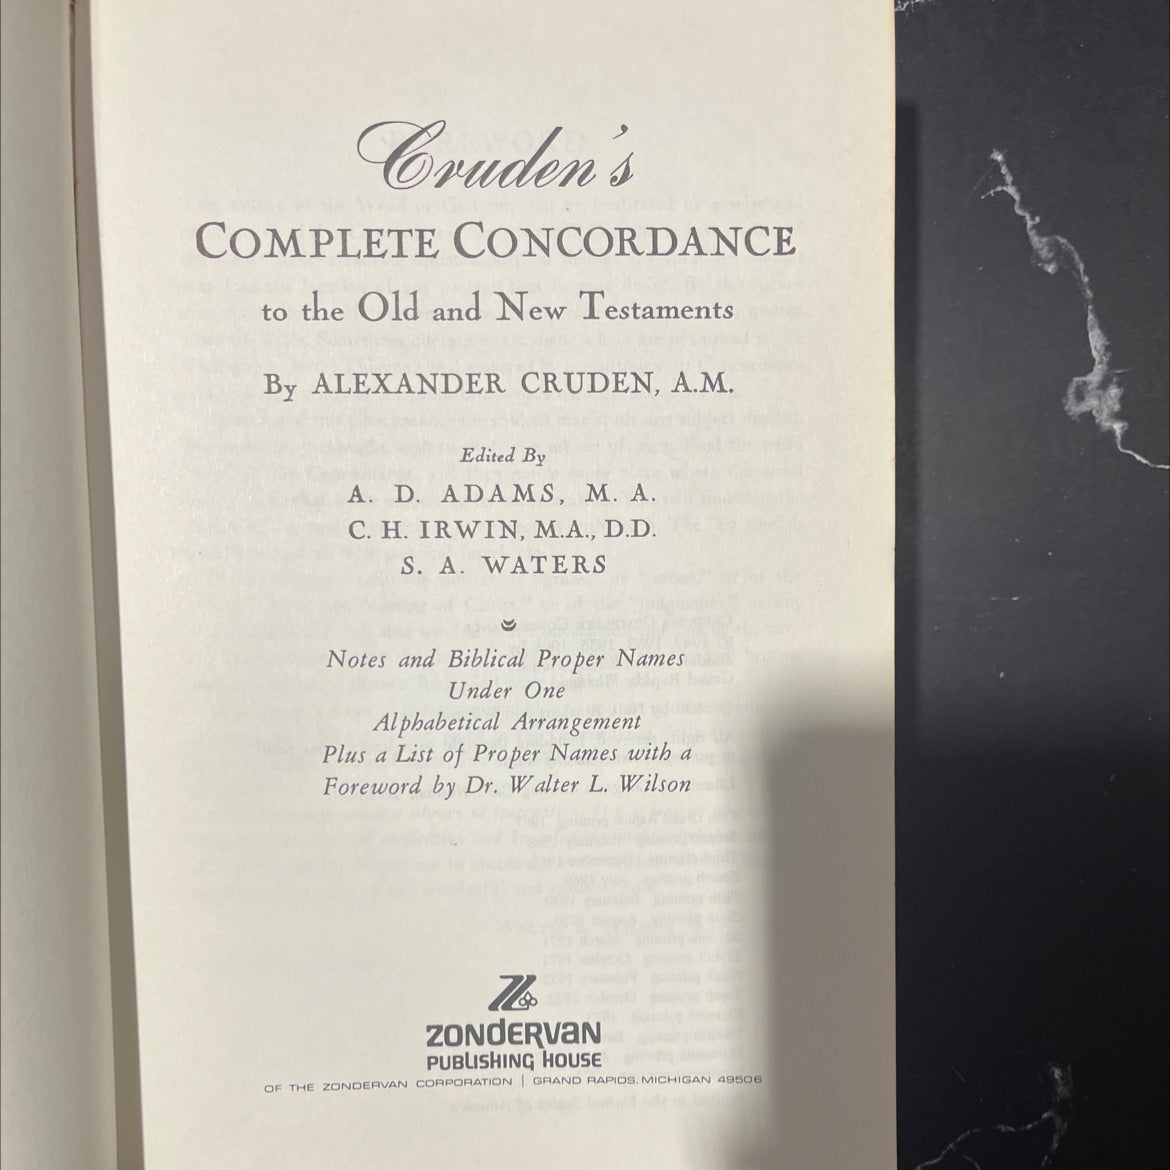 Cruden's
COMPLETE CONCORDANCE
to the Old and New Testaments
By ALEXANDER CRUDEN, A.M.
Edited By
A. D. ADAMS, M. A.
C. H. IRWIN, M.A., D.D.
S. A. WATERS
Notes and Biblical Proper Names
Under One
Alphabetical Arrangement
Plus a List of Proper Names with a
Foreword by Dr. Walter L. Wilson
ZONDERVAN
PUBLISHING HOUSE
OF THE ZONDERVAN CORPORATION | GRAND RAPIDS, MICHIGAN 49506